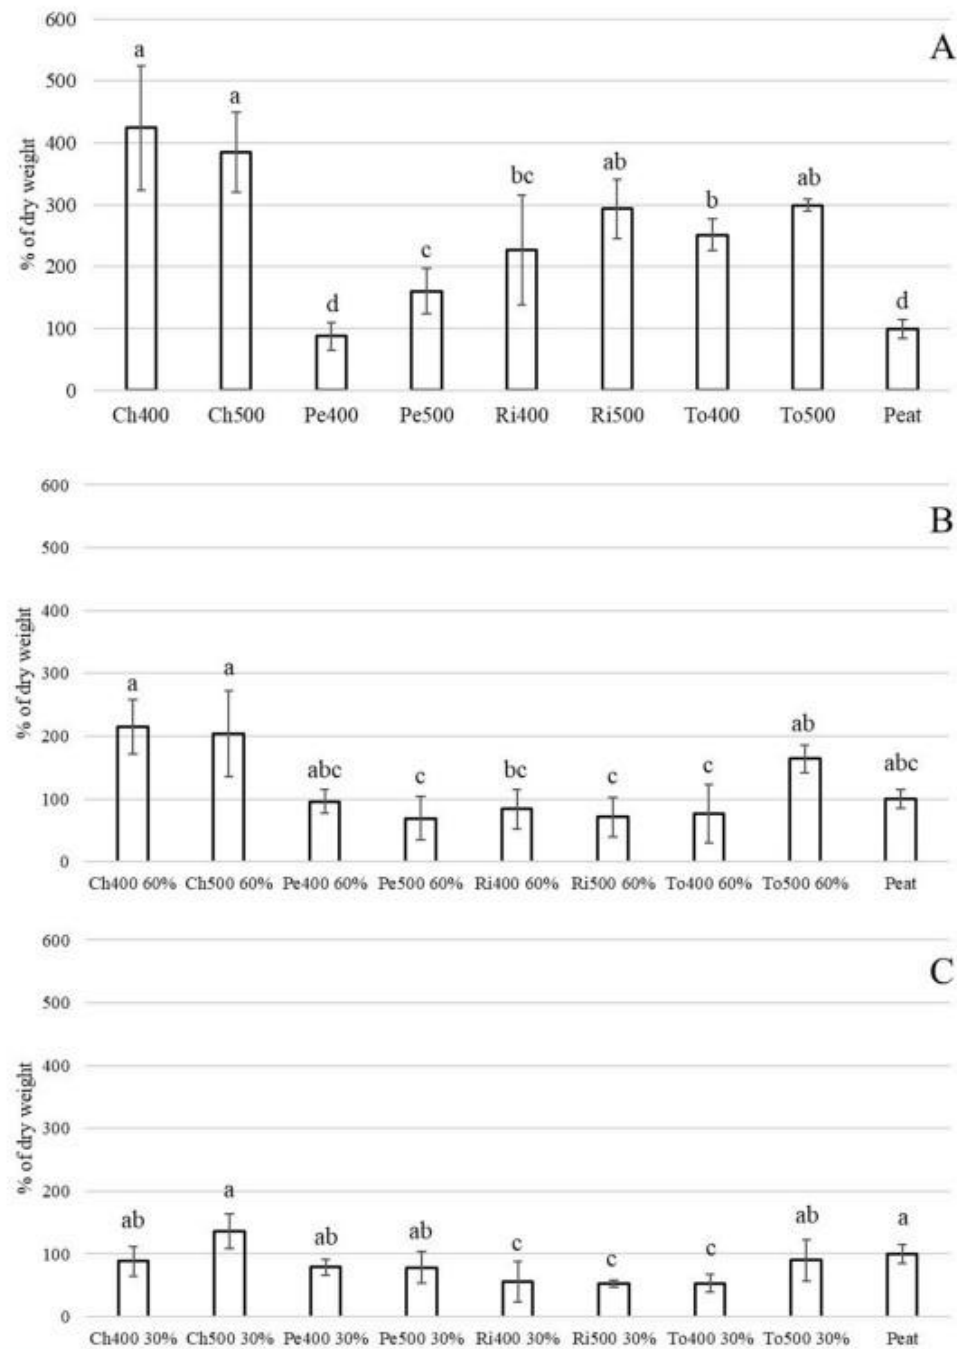 600
A
a
500
a
400
% of dry weight
ab
ab
bc
300
b
c
200
d
d
100
0
Ch400 Ch500 Pe400 Pe500 Ri400 Ri500 To400 To500 Peat
600
B
500
400
% of dry weight
300
a
a
200
ab
abc
c
bc
c
c
abc
100
0
Ch400 60% Ch500 60% Pe400 60% Pe500 60% Ri400 60% Ri500 60% To400 60% To500 60% Peat
600
C
500
400
% of dry weight
300
200
a
ab
ab
ab
c
c
c
ab
a
100
0
Ch400 30% Ch500 30% Pe400 30% Pe500 30% Ri400 30% Ri500 30% To400 30% To500 30% Peat